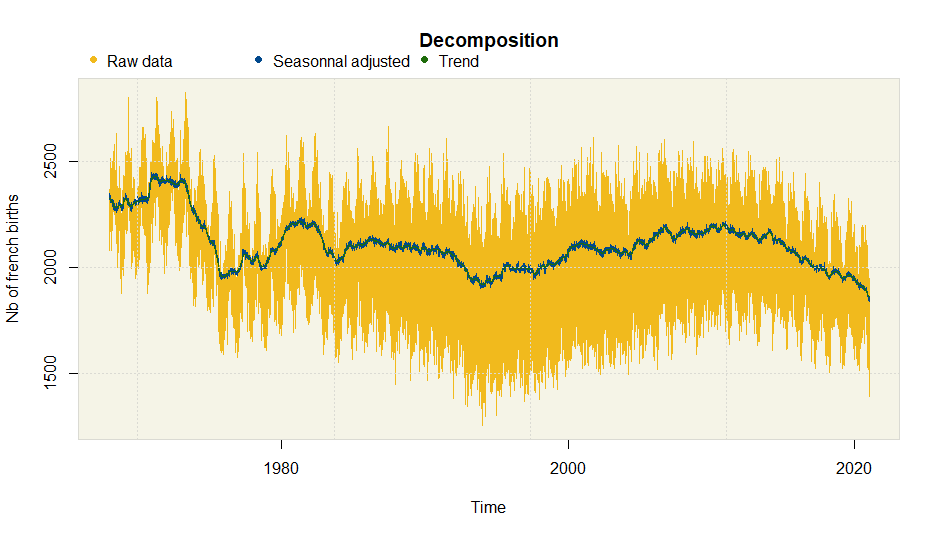 Decomposition
Raw data
Seasonnal adjusted
Trend
Nb of french births
2500
2000
1500
1980
2000
2020
Time